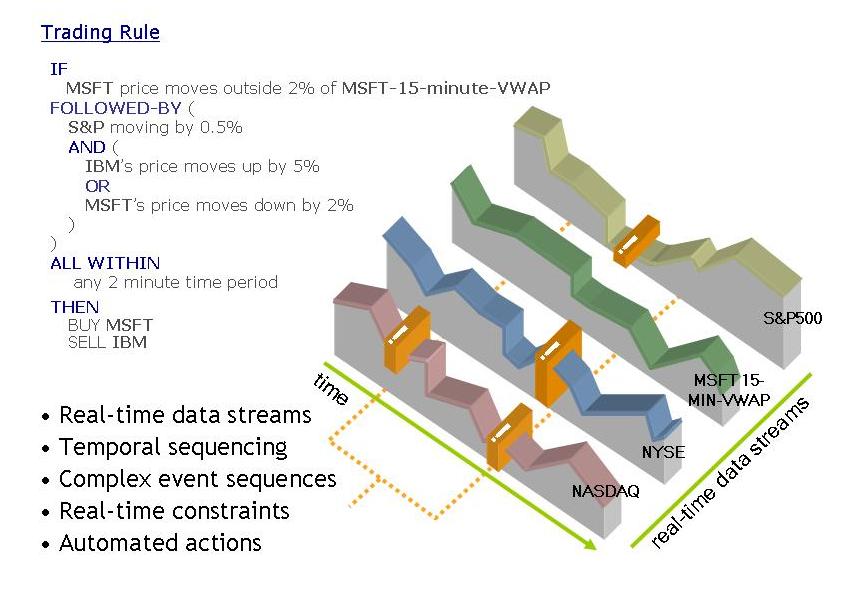 Trading Rule
IF
MSFT price moves outside 2% of MSFT-15-minute-VWAP
FOLLOWED-BY (
S&P moving by 0.5%
AND (
IBM's price moves up by 5%
OR
MSFT's price moves down by 2%
)
)
ALL WITHIN
any 2 minute time period
THEN
BUY MSFT
SELL IBM
• Real-time data streams
• Temporal sequencing
• Complex event sequences
• Real-time constraints
• Automated actions
time
S&P500
MSFT 15-
MIN-VWAP
NYSE
NASDAQ
real-time data streams